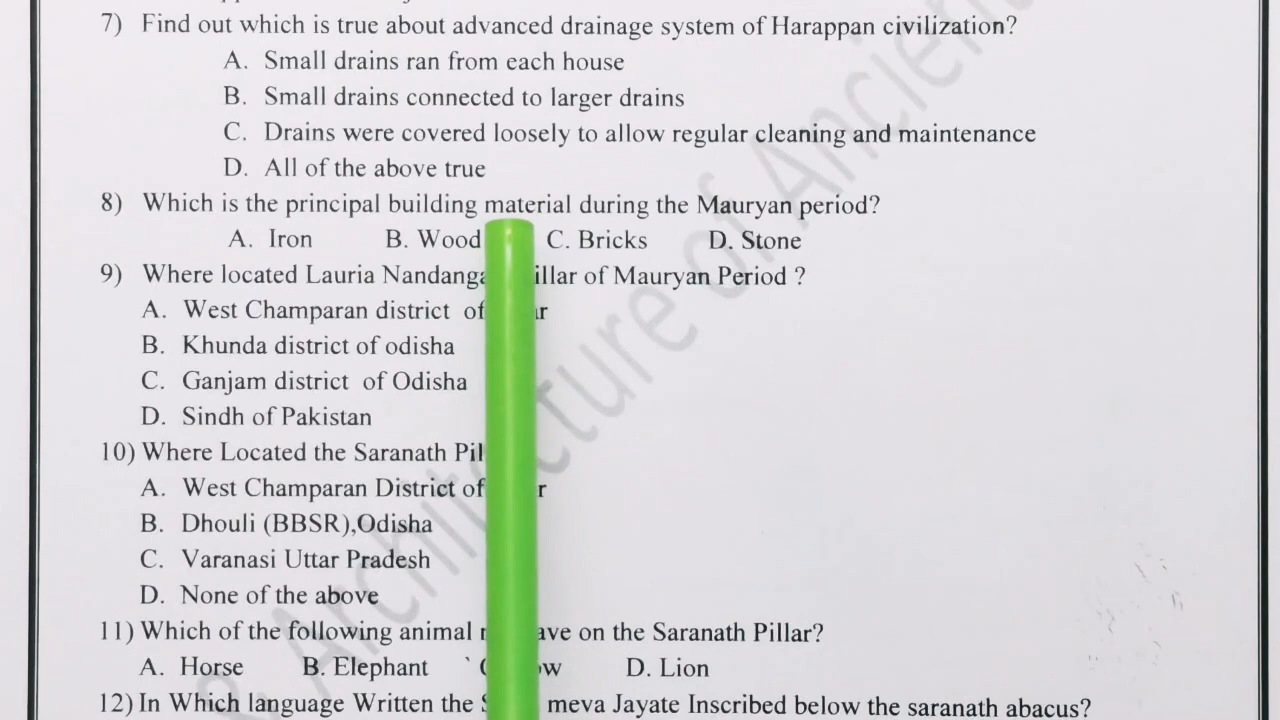 7) Find out which is true about advanced drainage system of Harappan civilization?
A. Small drains ran from each house
B. Small drains connected to larger drains
C. Drains were covered loosely to allow regular cleaning and maintenance
D. All of the above true
8) Which is the principal building material during the Mauryan period?
A. Iron B. Wood C. Bricks D. Stone
9) Where located Lauria of Mauryan Period ?
A. West Champaran district of
B. Khunda district of odisha
C. Ganjam district of Odisha
D. Sindh of Pakistan
10) Where Located the Saranath
A. West Champaran District of
B. Dhouli (BBSR),Odisha
C. Varanasi Uttar Pradesh
D. None of the above
11) Which of the following animal on the Saranath Pillar?
A. Horse B. Elephant D. Lion
12) In Which language Written the meva Jayate Inscribed below the saranath abacus?
& Architecture of Ancient